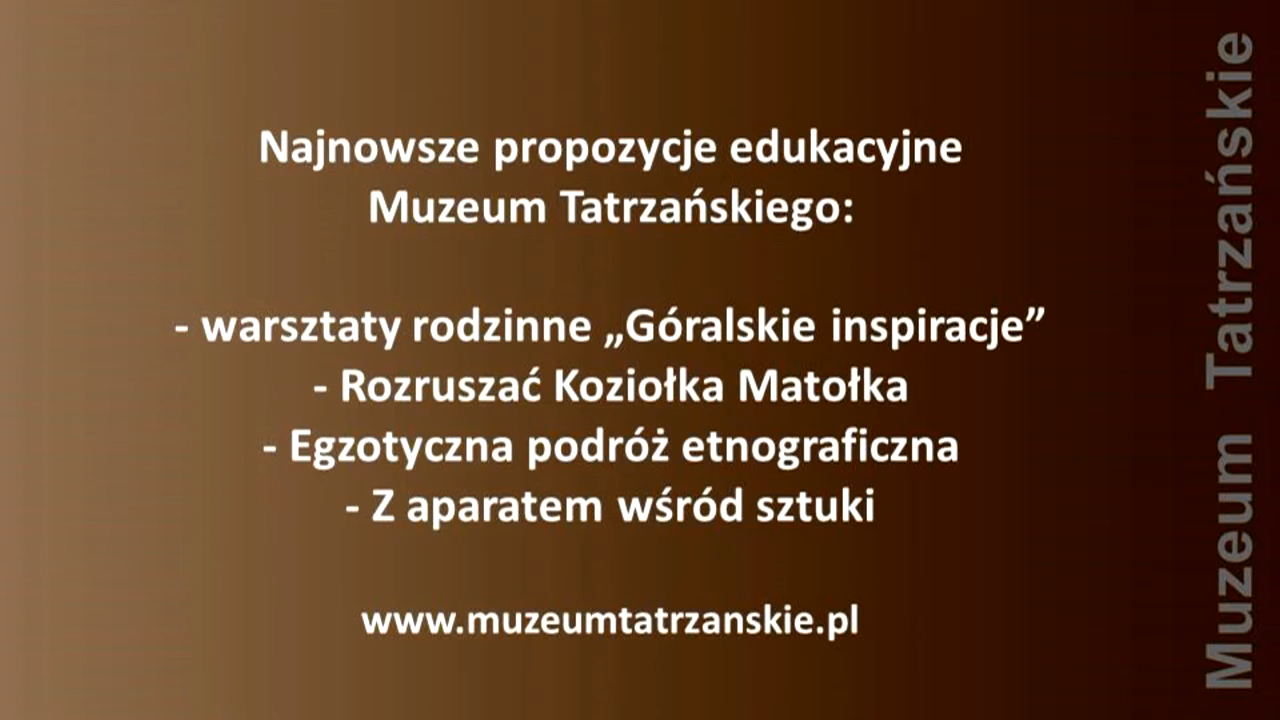 Najnowsze propozycje edukacyjne
Muzeum Tatrzańskiego:
- warsztaty rodzinne „Góralskie inspiracje”
- Rozruszać Koziołka Matołka
- Egzotyczna podróż etnograficzna
- Z aparatem wśród sztuki
www.muzeumtatrzanskie.pl
Muzeum Tatrzańskie